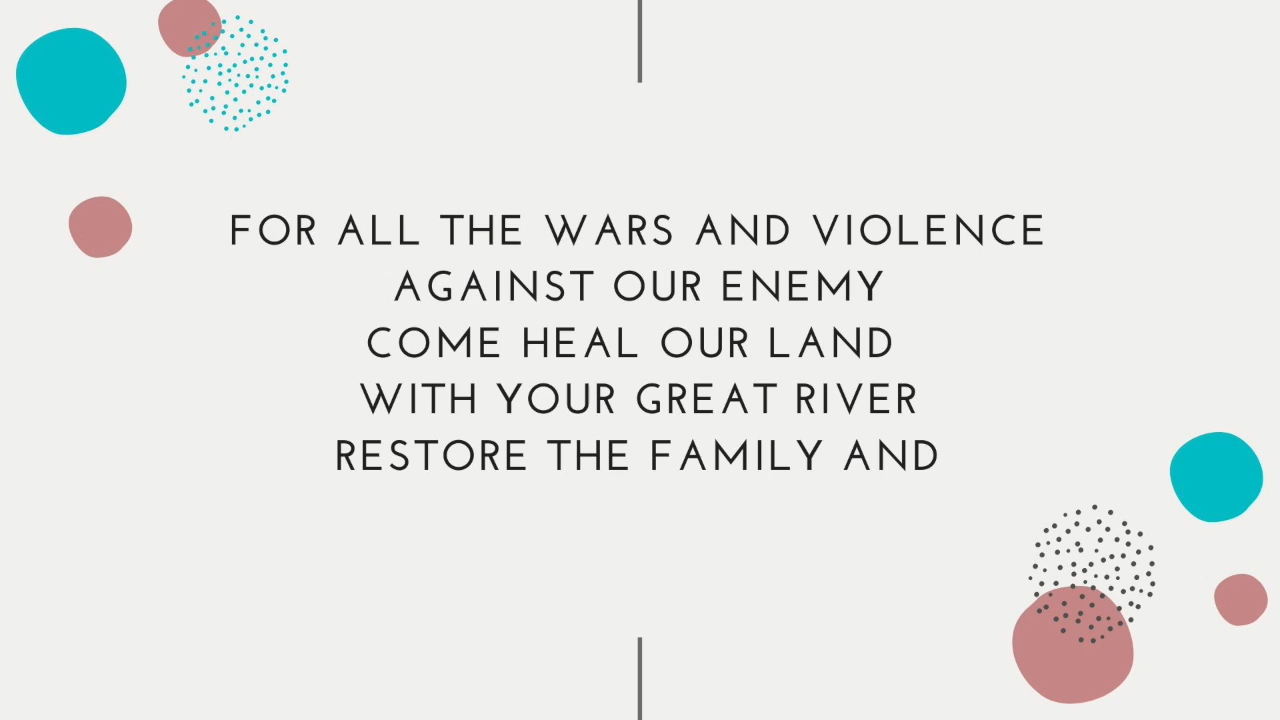 FOR ALL THE WARS AND VIOLENCE
AGAINST OUR ENEMY
COME HEAL OUR LAND
WITH YOUR GREAT RIVER
RESTORE THE FAMILY AND